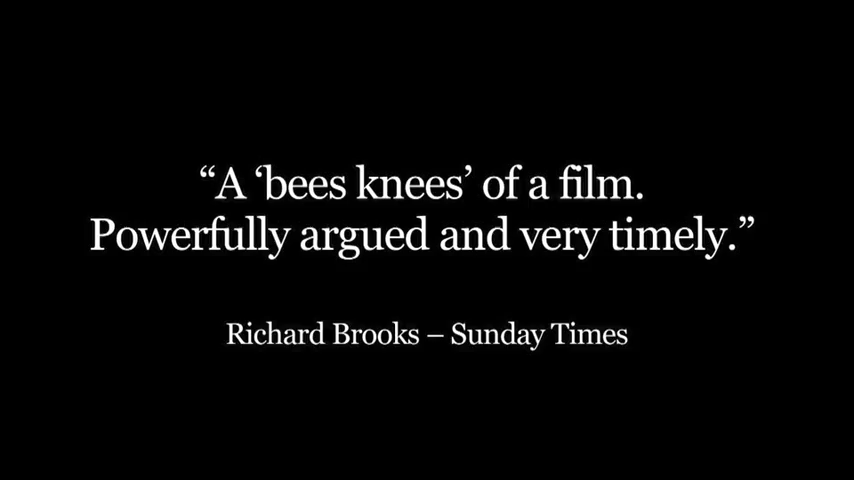 “A ‘bees knees’ of a film.
Powerfully argued and very timely.”
Richard Brooks – Sunday Times